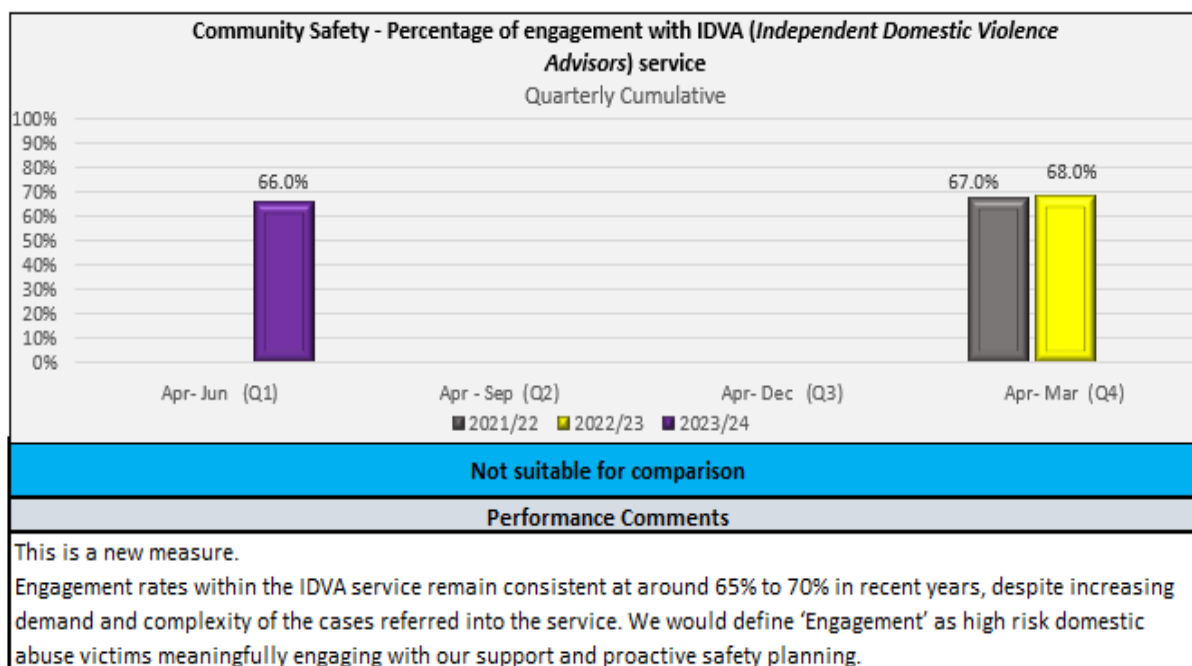 Community Safety - Percentage of engagement with IDVA (Independent Domestic Violence
Advisors) service
Quarterly Cumulative
100%
90%
80%
70%
60%
50%
40%
30%
20%
10%
0%
66.0%
67.0%
68.0%
Apr- Jun (Q1)
Apr - Sep (Q2)
Apr- Dec (Q3)
Apr- Mar (Q4)
2021/22 2022/23 2023/24
Not suitable for comparison
Performance Comments
This is a new measure.
Engagement rates within the IDVA service remain consistent at around 65% to 70% in recent years, despite increasing
demand and complexity of the cases referred into the service. We would define ‘Engagement’ as high risk domestic
abuse victims meaningfully engaging with our support and proactive safety planning.